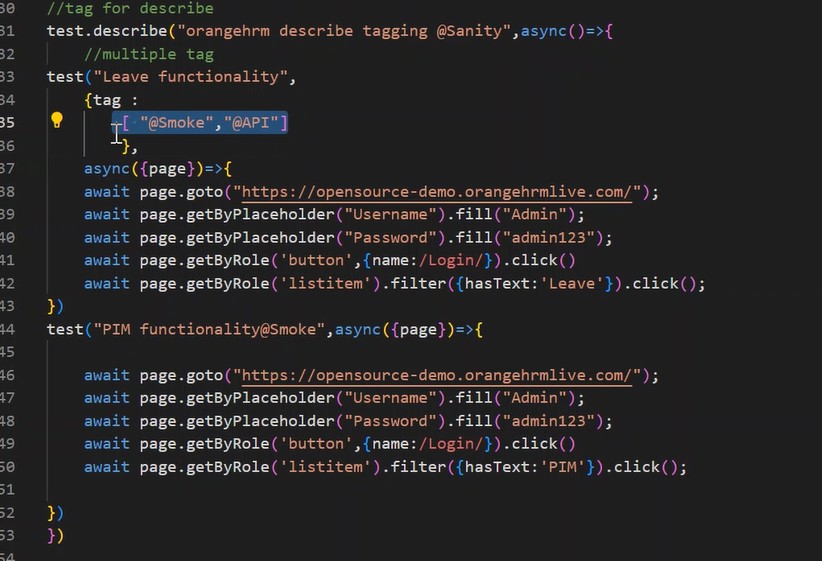 30 //tag for describe
31 test.describe("orangehrm describe tagging @Sanity",async()=>{
32 //multiple tag
33 test("Leave functionality",
34 {tag :
35 [ "@Smoke","@API"]
36 },
37 async({page})=>{
38 await page.goto("https://opensource-demo.orangehrmlive.com/");
39 await page.getByPlaceholder("Username").fill("Admin");
40 await page.getByPlaceholder("Password").fill("admin123");
41 await page.getByRole('button',{name:/Login/}).click()
42 await page.getByRole('listitem').filter({hasText:'Leave'}).click();
43 })
44 test("PIM functionality@Smoke",async({page})=>{
45
46 await page.goto("https://opensource-demo.orangehrmlive.com/");
47 await page.getByPlaceholder("Username").fill("Admin");
48 await page.getByPlaceholder("Password").fill("admin123");
49 await page.getByRole('button',{name:/Login/}).click()
50 await page.getByRole('listitem').filter({hasText:'PIM'}).click();
51
52 })
53 })
54